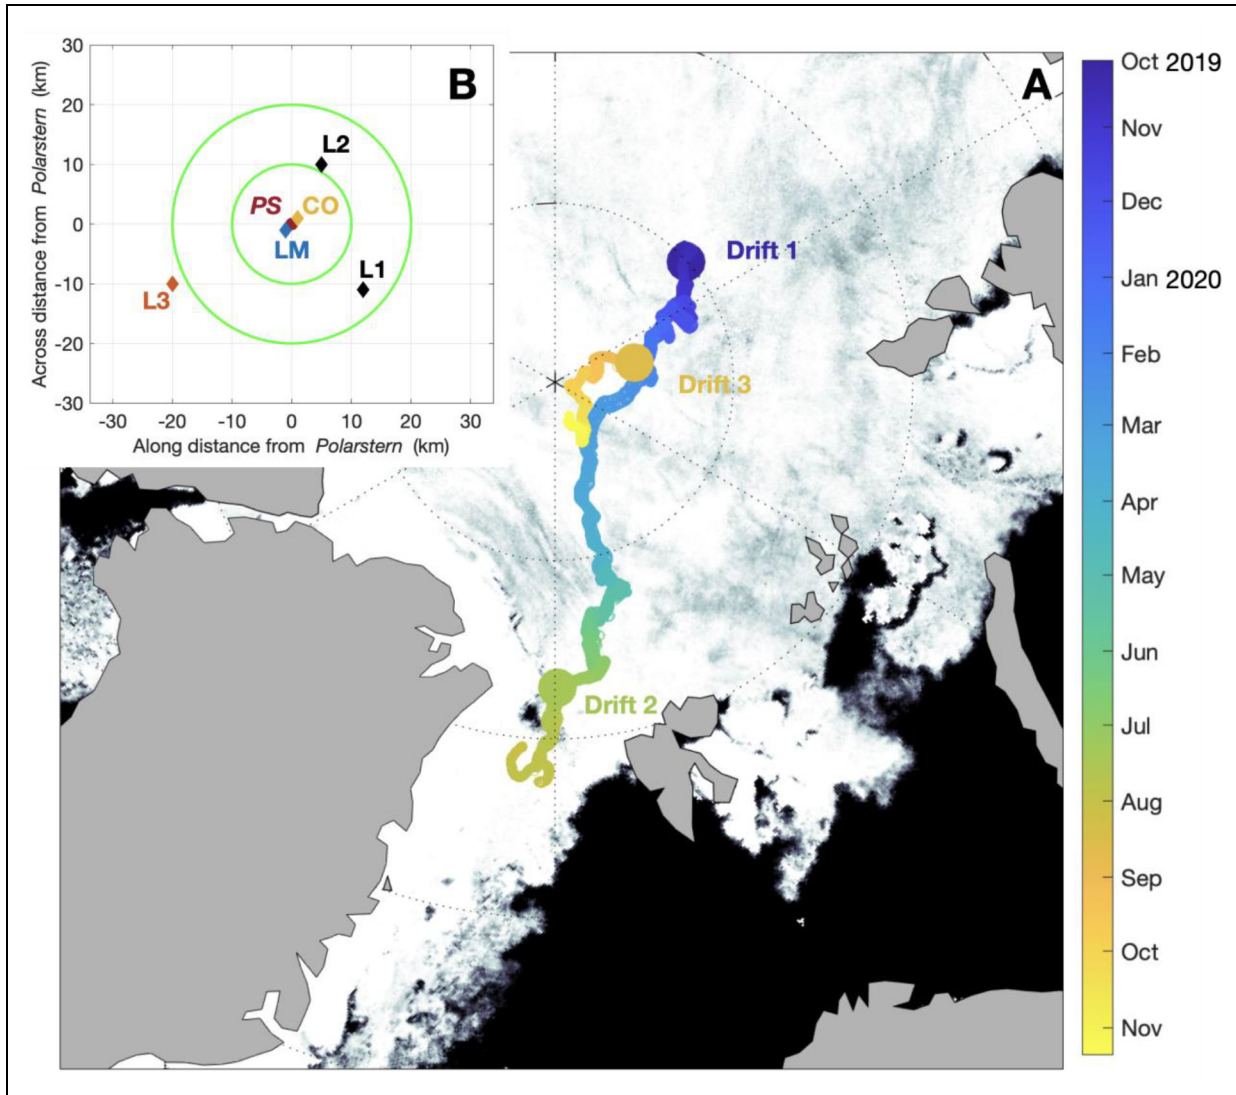 B
30
20
10
0
-10
-20
-30
-30 -20 -10 0 10 20 30
Across distance from Polarstern (km)
Along distance from Polarstern (km)
L2
PS CO
LM
L1
L3
A
Drift 1
Drift 3
Drift 2
Oct 2019
Nov
Dec
Jan 2020
Feb
Mar
Apr
May
Jun
Jul
Aug
Sep
Oct
Nov